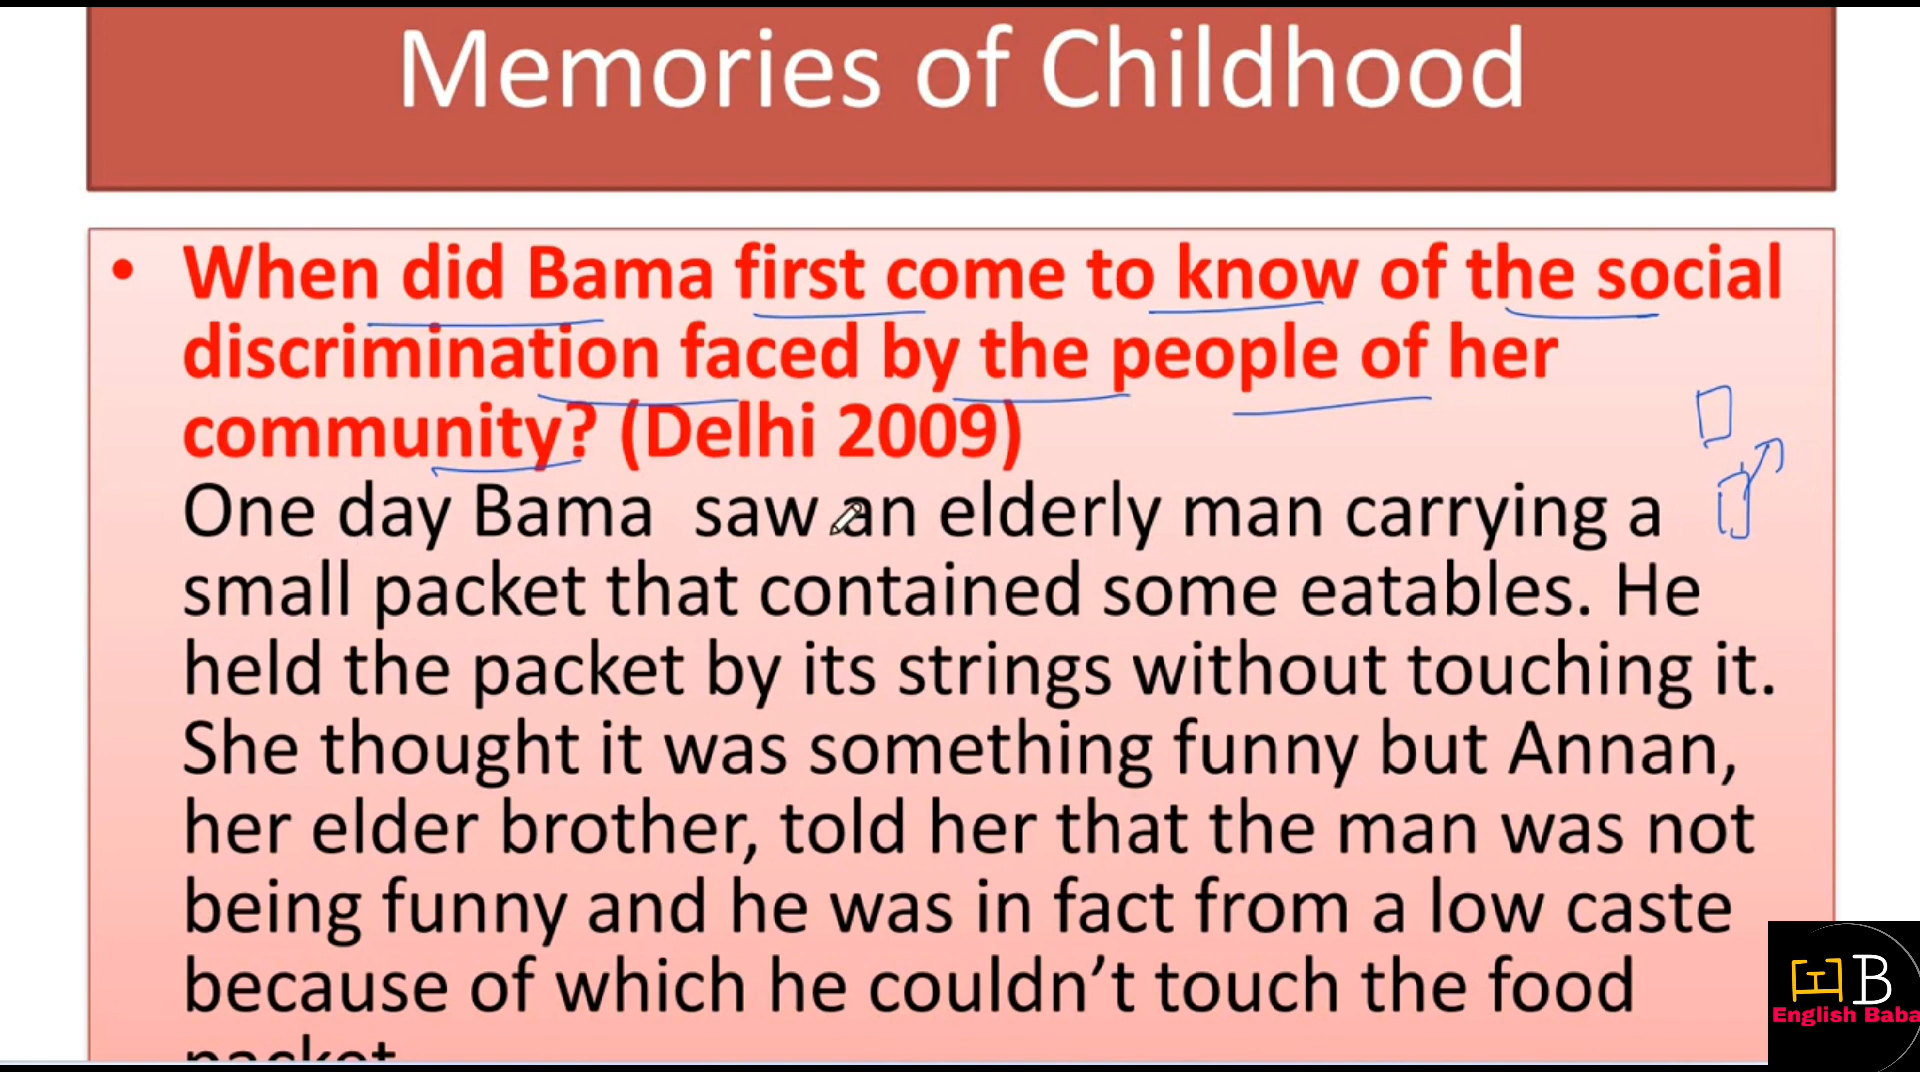 Memories of Childhood
• When did Bama first come to know of the social
discrimination faced by the people of her
community? (Delhi 2009)
One day Bama saw an elderly man carrying a
small packet that contained some eatables. He
held the packet by its strings without touching it.
She thought it was something funny but Annan,
her elder brother, told her that the man was not
being funny and he was in fact from a low caste
because of which he couldn’t touch the food
packet.
B
English Baba